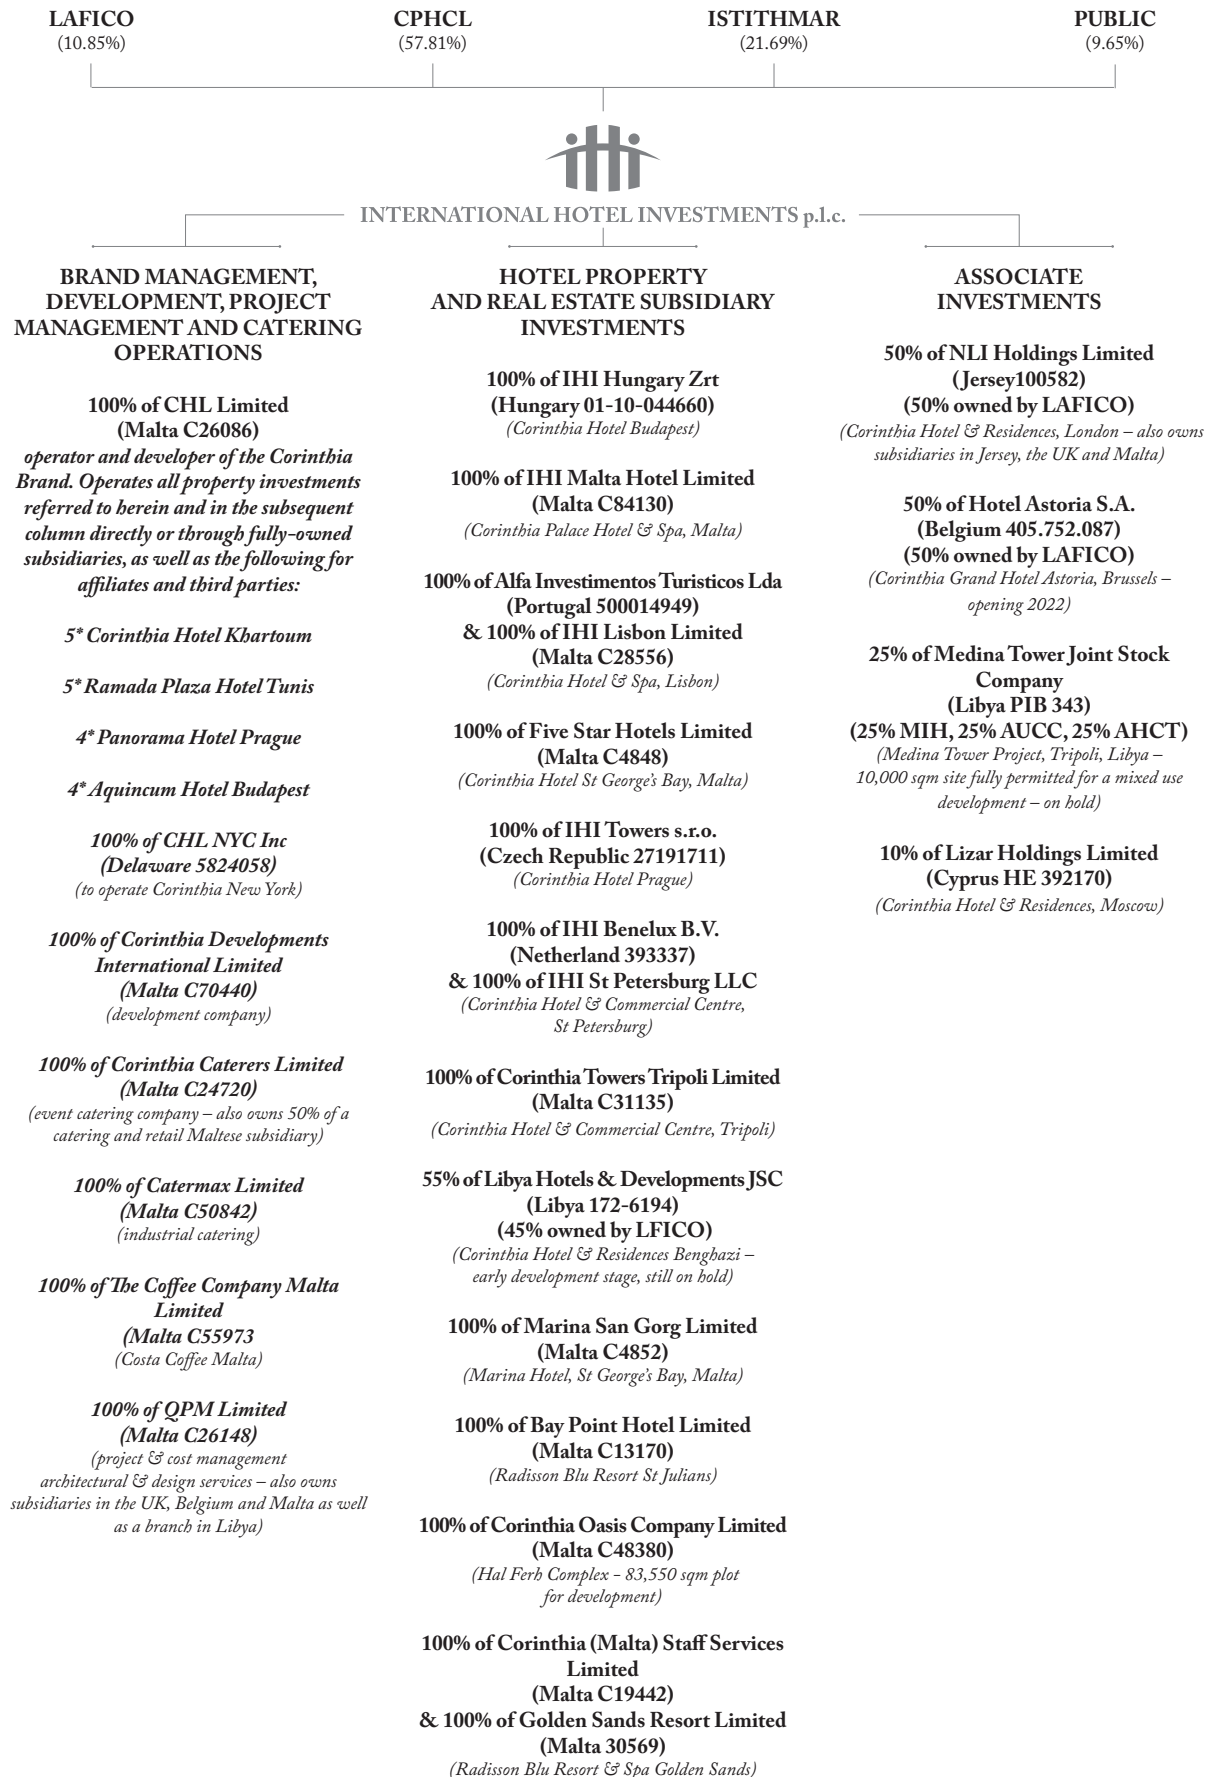 LAFICO
(10.85%)
CPHCL
(57.81%)
ISTITHMAR
(21.69%)
PUBLIC
(9.65%)
IHI
INTERNATIONAL HOTEL INVESTMENTS p.l.c.
BRAND MANAGEMENT,
DEVELOPMENT, PROJECT
MANAGEMENT AND CATERING
OPERATIONS
100% of CHL Limited
(Malta C26086)
operator and developer of the Corinthia
Brand. Operates all property investments
referred to herein and in the subsequent
column directly or through fully-owned
subsidiaries, as well as the following for
affiliates and third parties:
5* Corinthia Hotel Khartoum
5* Ramada Plaza Hotel Tunis
4* Panorama Hotel Prague
4* Aquincum Hotel Budapest
100% of CHL NYC Inc
(Delaware 5824058)
(to operate Corinthia New York)
100% of Corinthia Developments
International Limited
(Malta C70440)
(development company)
100% of Corinthia Caterers Limited
(Malta C24720)
(event catering company – also owns 50% of a
catering and retail Maltese subsidiary)
100% of Catermax Limited
(Malta C50842)
(industrial catering)
100% of The Coffee Company Malta
Limited
(Malta C55973
(Costa Coffee Malta)
100% of QPM Limited
(Malta C26148)
(project & cost management
architectural & design services – also owns
subsidiaries in the UK, Belgium and Malta as well
as a branch in Libya)
HOTEL PROPERTY
AND REAL ESTATE SUBSIDIARY
INVESTMENTS
100% of IHI Hungary Zrt
(Hungary 01-10-044660)
(Corinthia Hotel Budapest)
100% of IHI Malta Hotel Limited
(Malta C84130)
(Corinthia Palace Hotel & Spa, Malta)
100% of Alfa Investimentos Turisticos Lda
(Portugal 500014949)
& 100% of IHI Lisbon Limited
(Malta C28556)
(Corinthia Hotel & Spa, Lisbon)
100% of Five Star Hotels Limited
(Malta C4848)
(Corinthia Hotel St George's Bay, Malta)
100% of IHI Towers s.r.o.
(Czech Republic 27191711)
(Corinthia Hotel Prague)
100% of IHI Benelux B.V.
(Netherland 393337)
& 100% of IHI St Petersburg LLC
(Corinthia Hotel & Commercial Centre,
St Petersburg)
100% of Corinthia Towers Tripoli Limited
(Malta C31135)
(Corinthia Hotel & Commercial Centre, Tripoli)
55% of Libya Hotels & Developments JSC
(Libya 172-6194)
(45% owned by LFICO)
(Corinthia Hotel & Residences Benghazi –
early development stage, still on hold)
100% of Marina San Gorg Limited
(Malta C4852)
(Marina Hotel, St George's Bay, Malta)
100% of Bay Point Hotel Limited
(Malta C13170)
(Radisson Blu Resort St Julians)
100% of Corinthia Oasis Company Limited
(Malta C48380)
(Hal Ferh Complex - 83,550 sqm plot
for development)
100% of Corinthia (Malta) Staff Services
Limited
(Malta C19442)
& 100% of Golden Sands Resort Limited
(Malta 30569)
(Radisson Blu Resort & Spa Golden Sands)
ASSOCIATE
INVESTMENTS
50% of NLI Holdings Limited
(Jersey100582)
(50% owned by LAFICO)
(Corinthia Hotel & Residences, London – also owns
subsidiaries in Jersey, the UK and Malta)
50% of Hotel Astoria S.A.
(Belgium 405.752.087)
(50% owned by LAFICO)
(Corinthia Grand Hotel Astoria, Brussels –
opening 2022)
25% of Medina Tower Joint Stock
Company
(Libya PIB 343)
(25% MIH, 25% AUCC, 25% AHCT)
(Medina Tower Project, Tripoli, Libya –
10,000 sqm site fully permitted for a mixed use
development – on hold)
10% of Lizar Holdings Limited
(Cyprus HE 392170)
(Corinthia Hotel & Residences, Moscow)